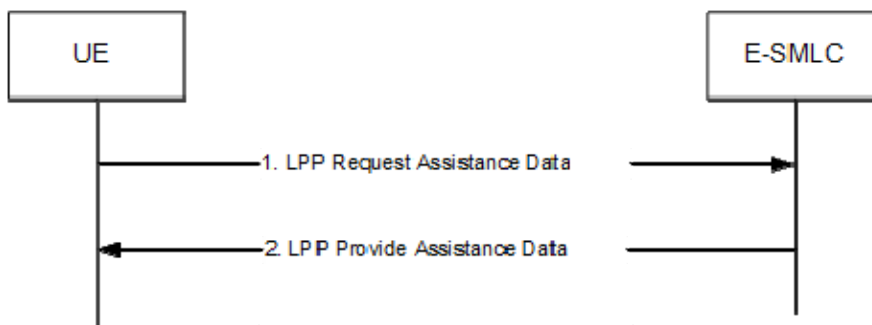 UE
E-SMLC
1. LPP Request Assistance Data
2. LPP Provide Assistance Data